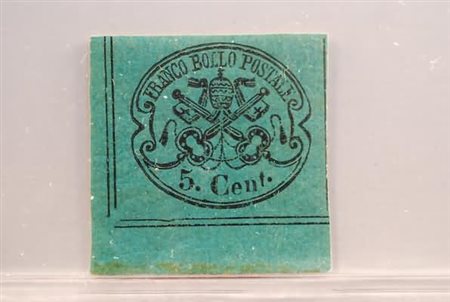 FRANCO BOLLO POSTALE
5. Cent.